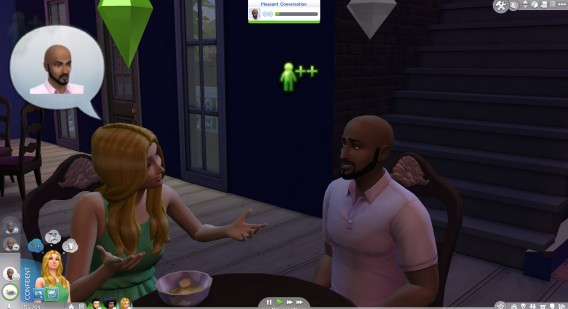 Pleasant Conversation
++
CONFIDENT